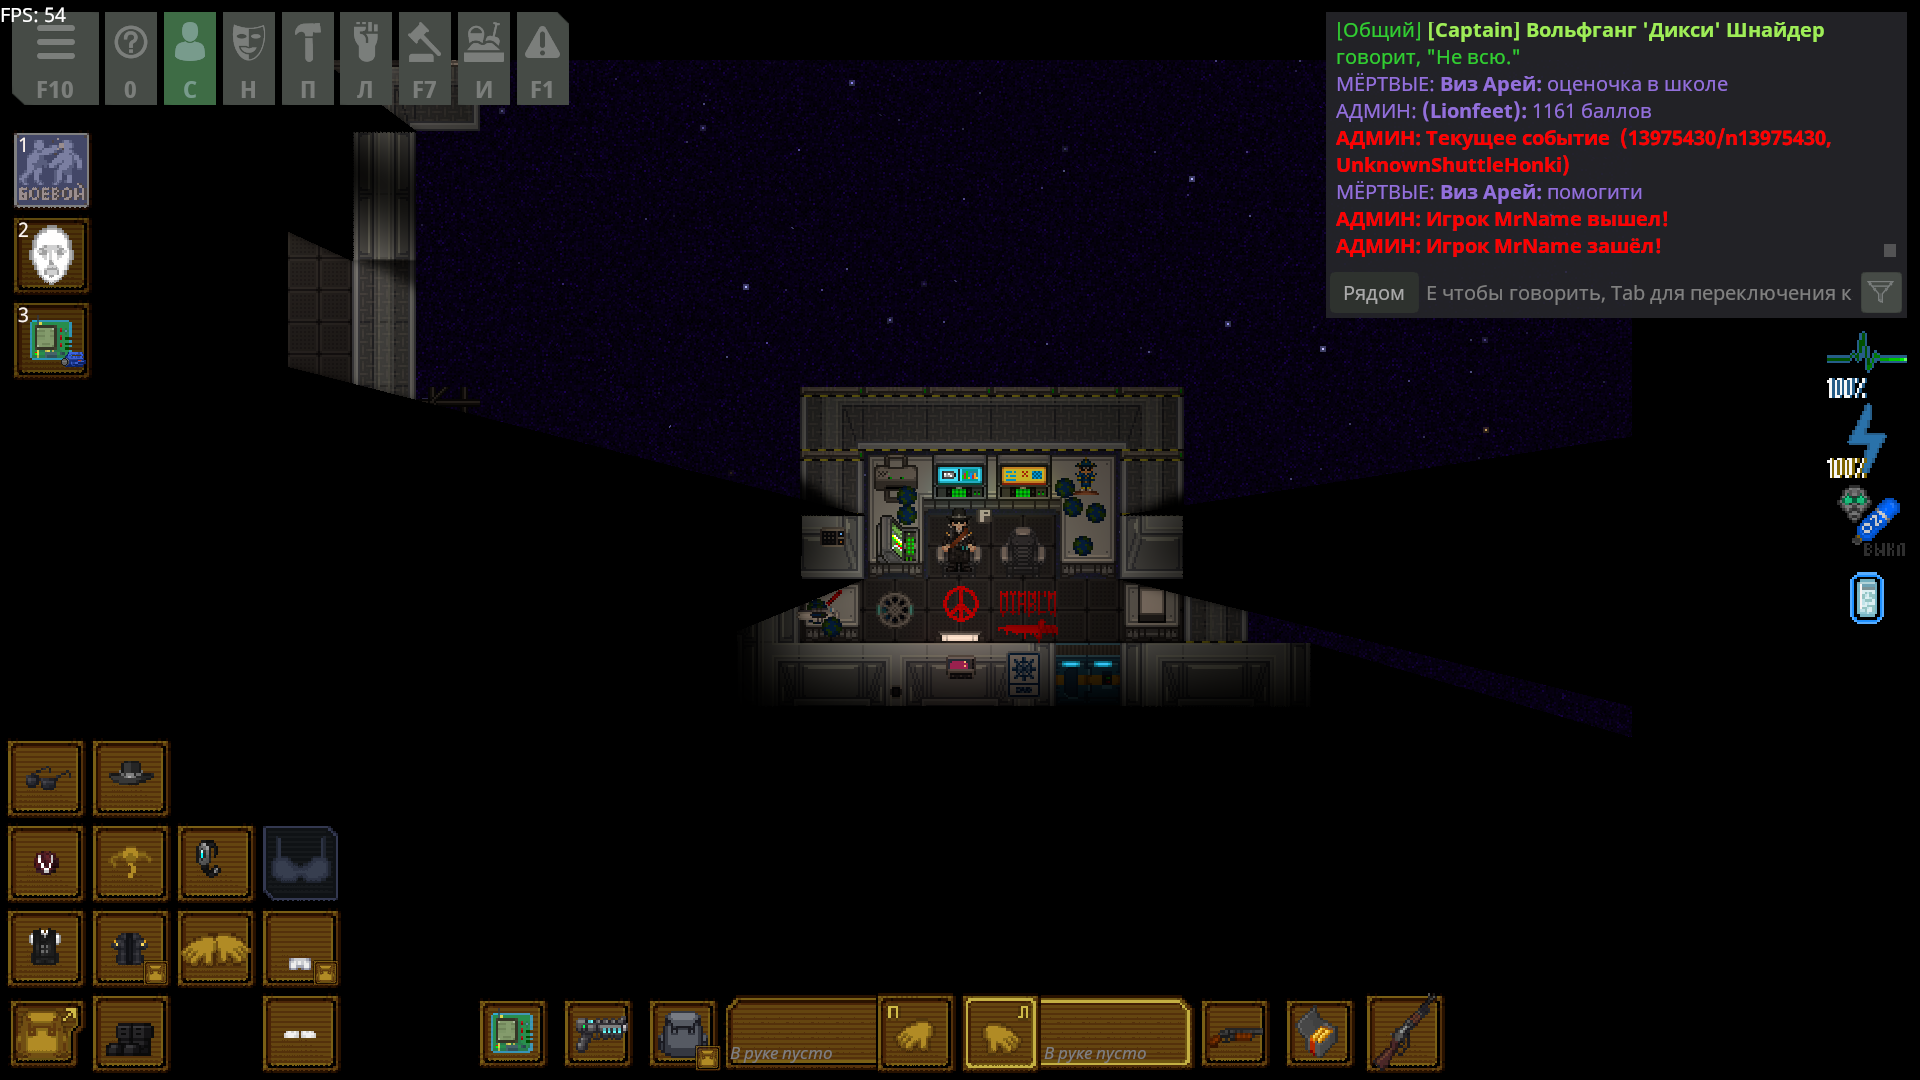 FPS: 54
F10
0
С
Н
П
Л
F7
И
F1
[Общий] [Captain] Вольфганг 'Дикси' Шнайдер
говорит, "Не всю."
МЁРТВЫЕ: Виз Арей: оценочка в школе
АДМИН: (Lionfeet): 1161 баллов
АДМИН: Текущее событие (13975430/n13975430,
UnknownShuttleHonki)
МЁРТВЫЕ: Виз Арей: помогити
АДМИН: Игрок MrName вышел!
АДМИН: Игрок MrName зашёл!
Рядом
Е чтобы говорить, Tab для переключения к
1
БОЕВОЙ
2
3
100%
100%
O2
ВЫКЛ
P
В руке пусто
П
Л
В руке пусто